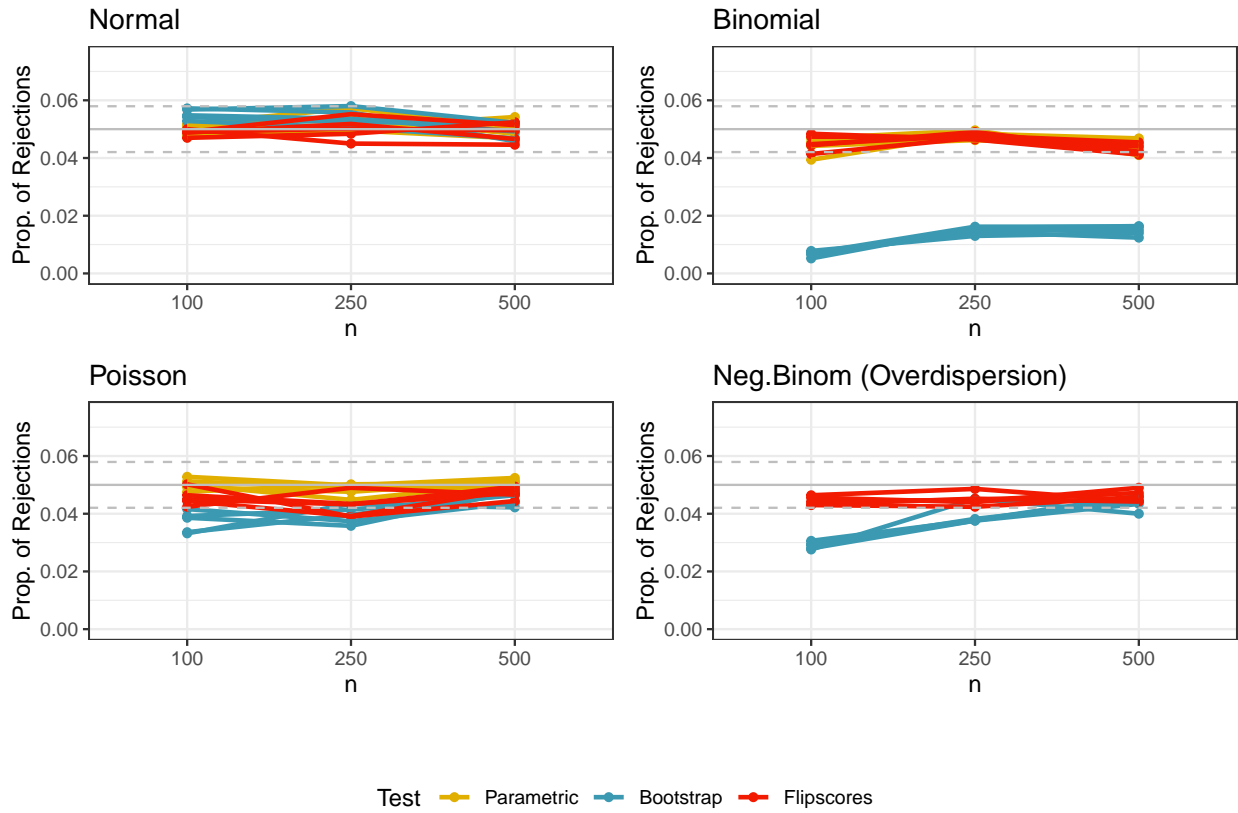 Normal
Prop. of Rejections
0.06
0.04
0.02
0.00
100 250 500
n
Binomial
Prop. of Rejections
0.06
0.04
0.02
0.00
100 250 500
n
Poisson
Prop. of Rejections
0.06
0.04
0.02
0.00
100 250 500
n
Neg.Binom (Overdispersion)
Prop. of Rejections
0.06
0.04
0.02
0.00
100 250 500
n
Test Parametric Bootstrap Flipscores